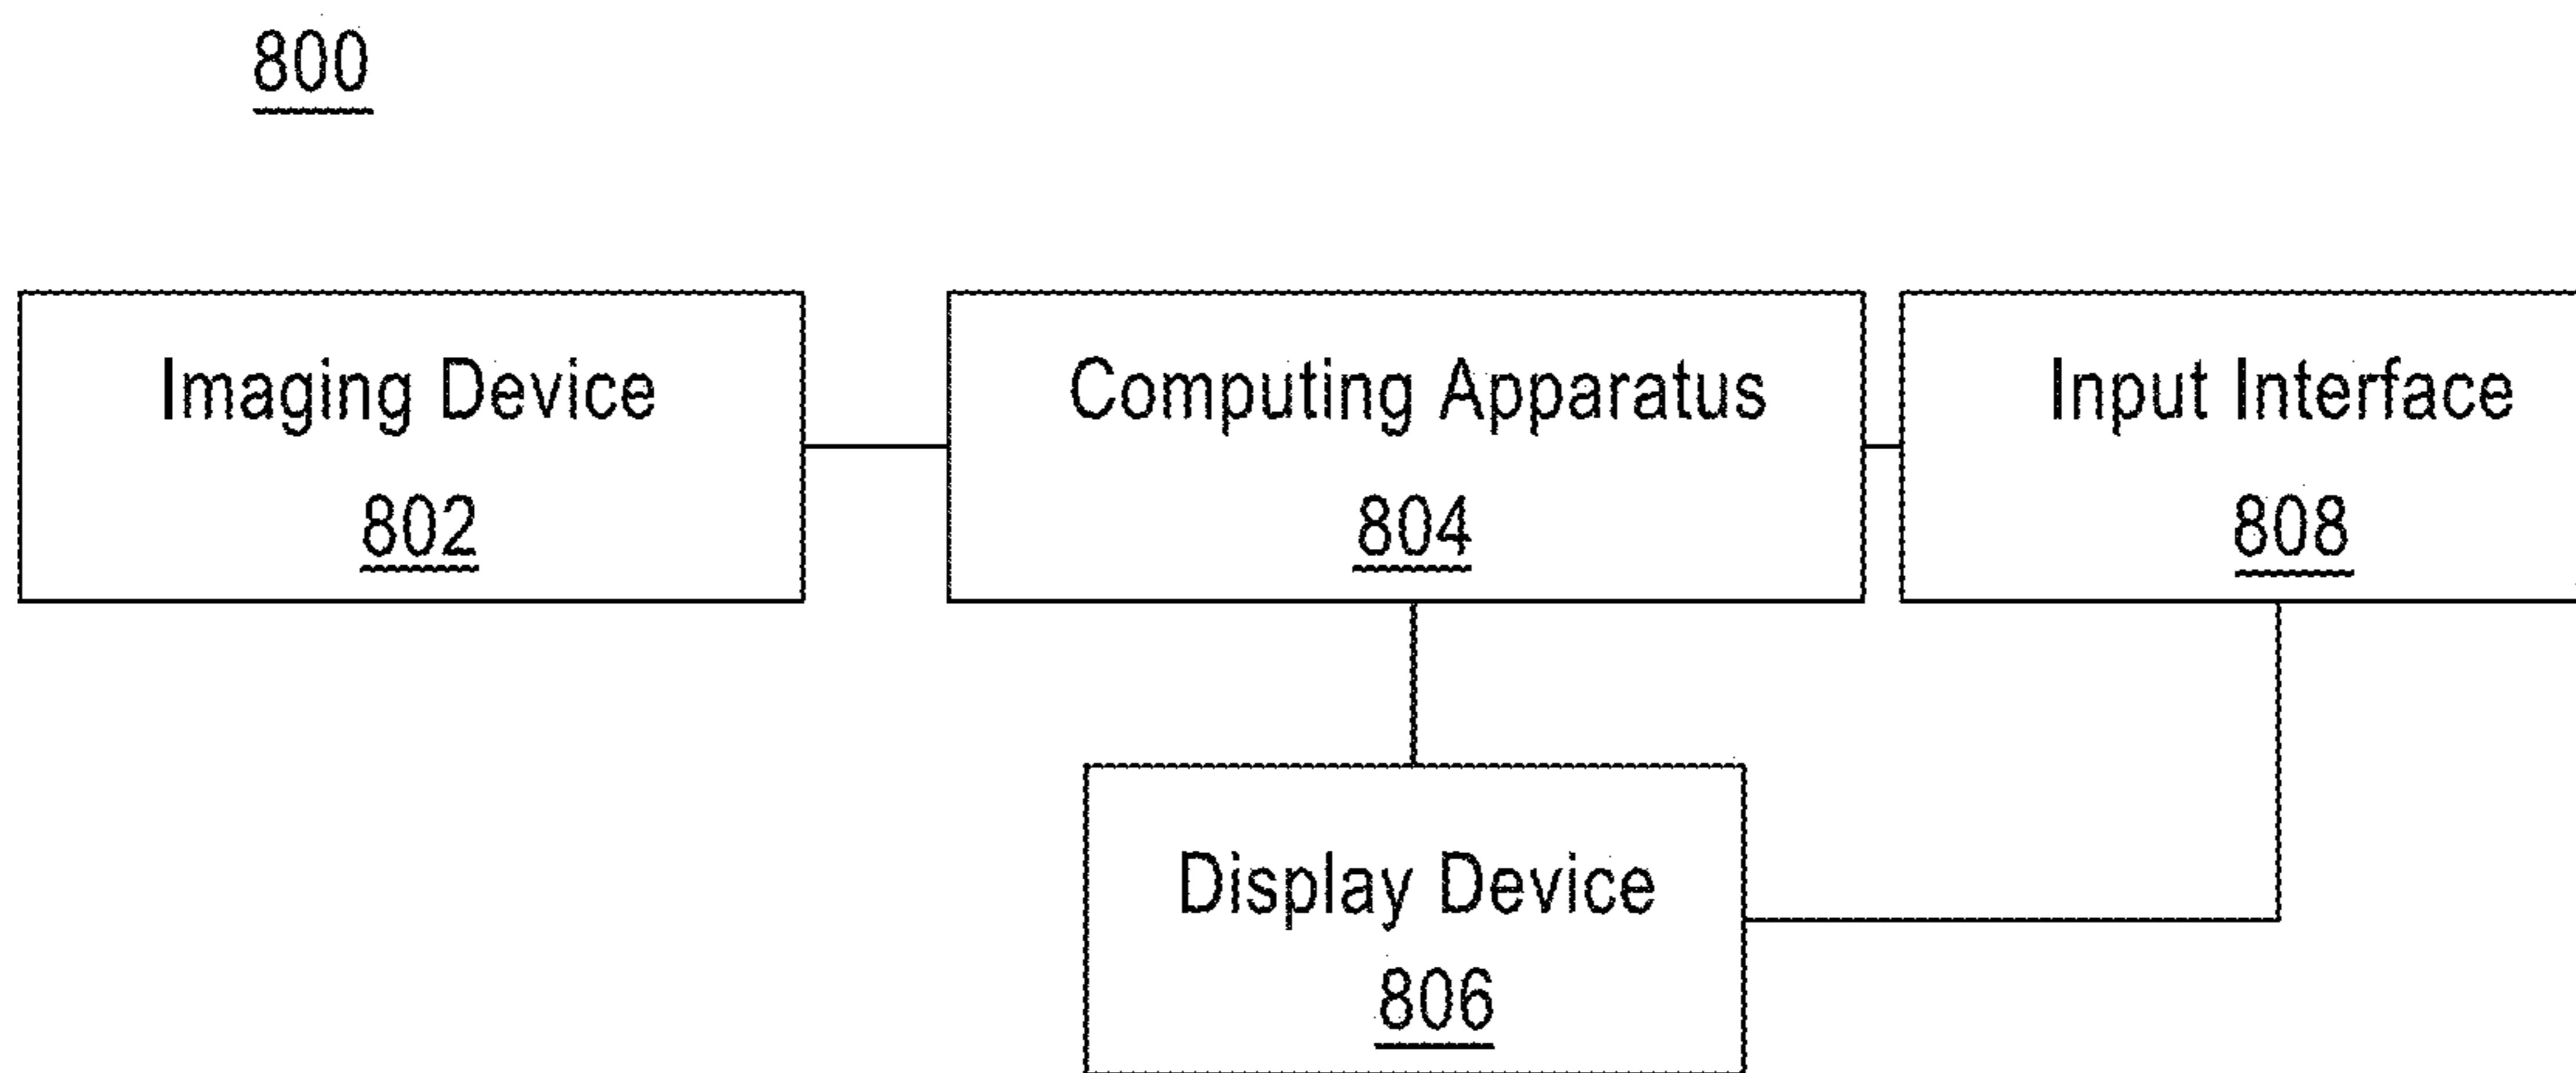 800
Imaging Device
802
Computing Apparatus
804
Input Interface
808
Display Device
806